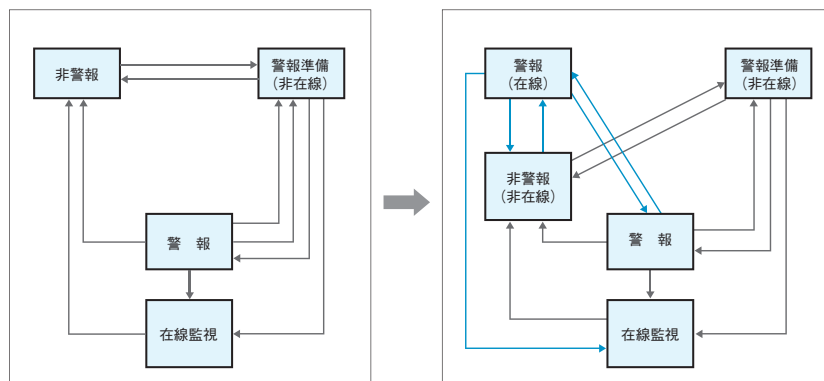 非警報
警報準備
（非在線）
警　報
在線監視
警報
（在線）
警報準備
（非在線）
非警報
（非在線）
警　報
在線監視